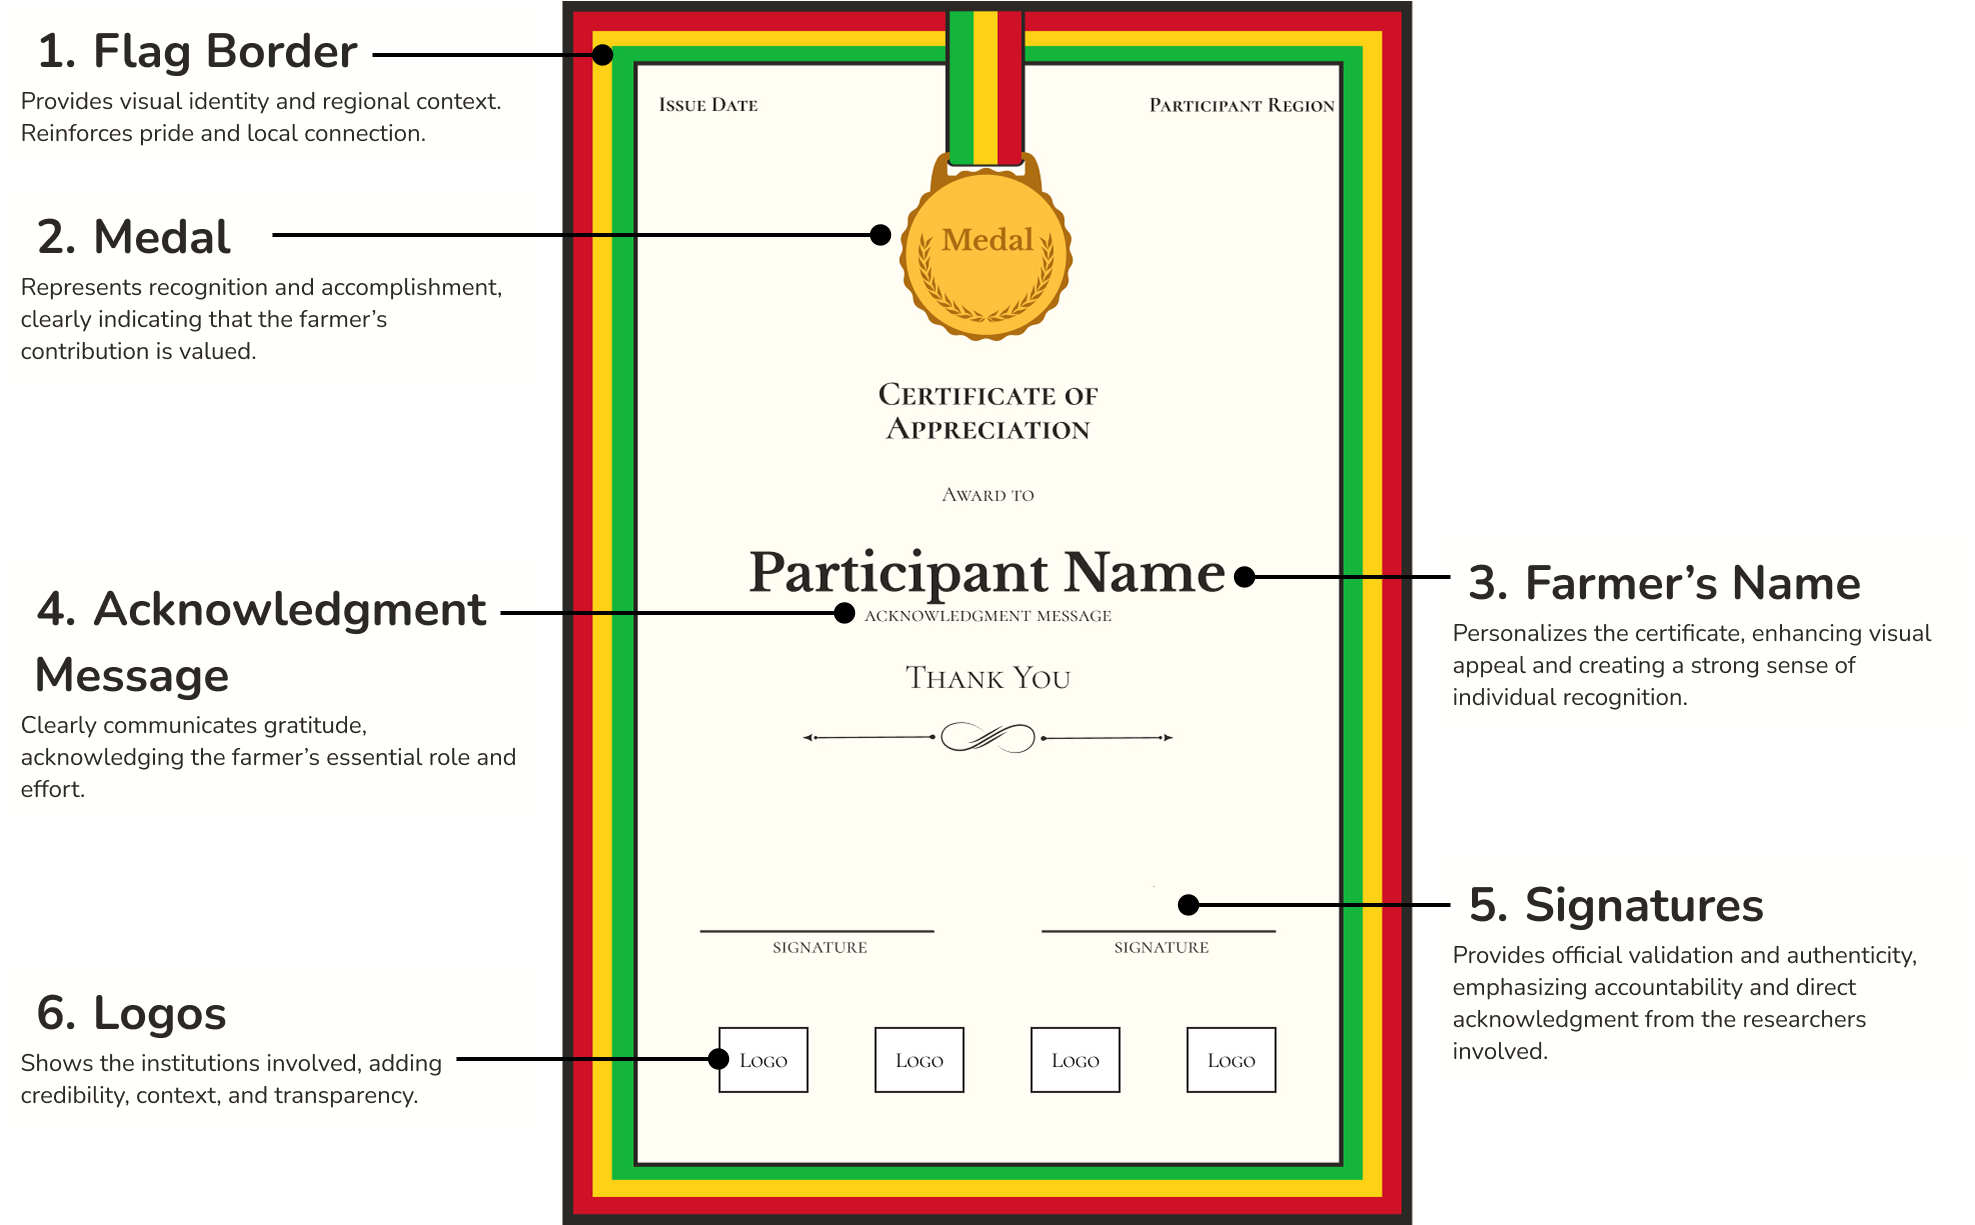 1. Flag Border
Provides visual identity and regional context.
Reinforces pride and local connection.
2. Medal
Represents recognition and accomplishment,
clearly indicating that the farmer’s
contribution is valued.
4. Acknowledgment
Message
Clearly communicates gratitude,
acknowledging the farmer’s essential role and
effort.
6. Logos
Shows the institutions involved, adding
credibility, context, and transparency.
Issue Date
Participant Region
Medal
Certificate of
Appreciation
Award to
Participant Name
acknowledgment message
Thank You
signature
signature
Logo
Logo
Logo
Logo
3. Farmer’s Name
Personalizes the certificate, enhancing visual
appeal and creating a strong sense of
individual recognition.
5. Signatures
Provides official validation and authenticity,
emphasizing accountability and direct
acknowledgment from the researchers
involved.